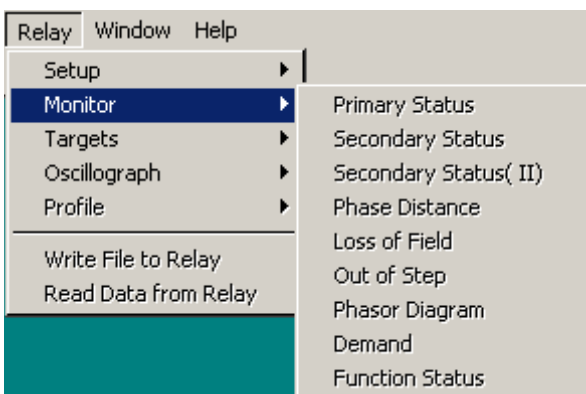 Relay Window Help
Setup
Monitor
Targets
Oscillograph
Profile
Write File to Relay
Read Data from Relay
Primary Status
Secondary Status
Secondary Status( II)
Phase Distance
Loss of Field
Out of Step
Phasor Diagram
Demand
Function Status